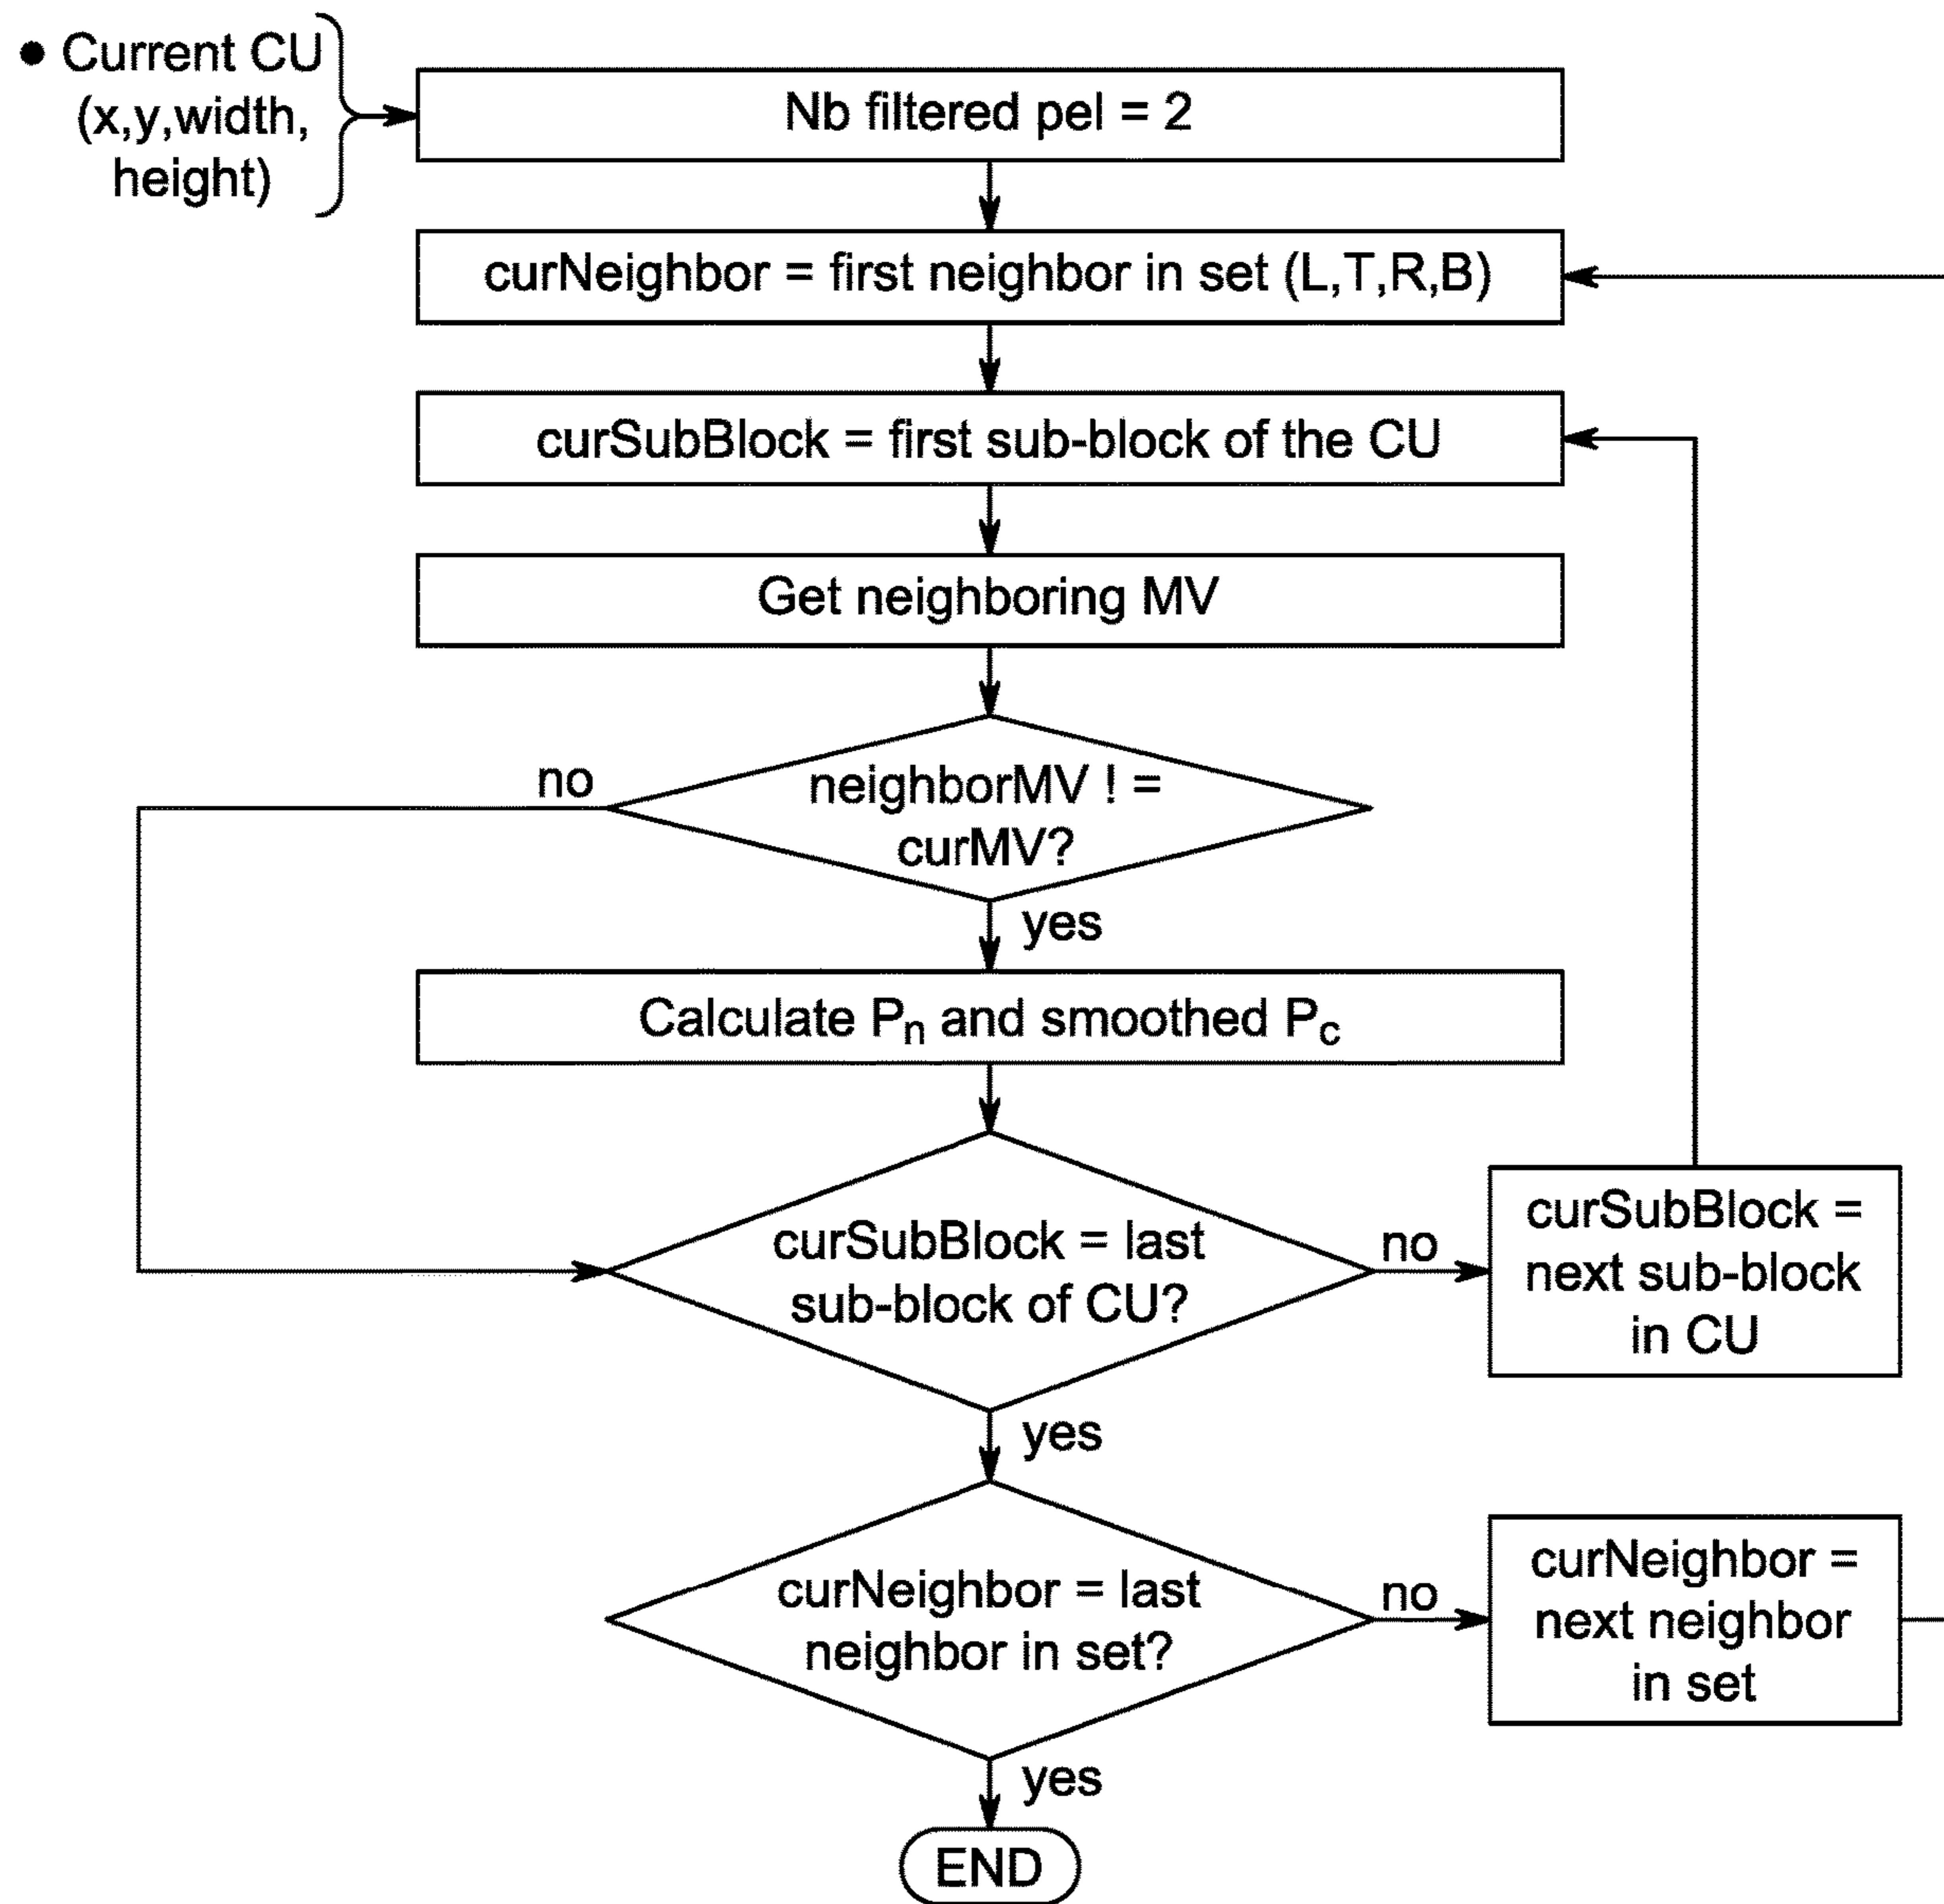 ● Current CU
(x,y,width,
height)
Nb filtered pel = 2
curNeighbor = first neighbor in set (L,T,R,B)
curSubBlock = first sub-block of the CU
Get neighboring MV
neighborMV ! =
curMV?
no
yes
Calculate Pn and smoothed Pc
curSubBlock = last
sub-block of CU?
no
curSubBlock =
next sub-block
in CU
yes
curNeighbor = last
neighbor in set?
no
curNeighbor =
next neighbor
in set
yes
END